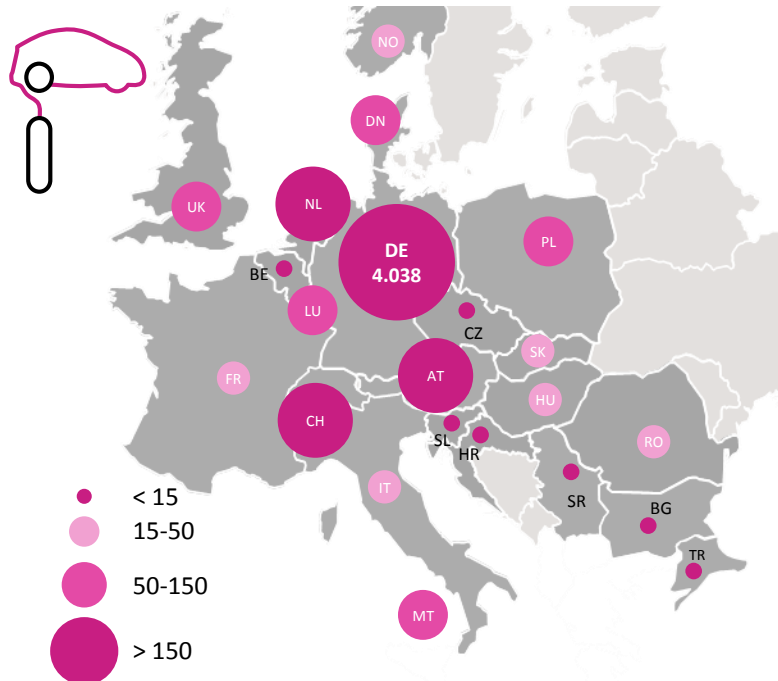 NO
DN
UK
NL
DE
4.038
PL
BE
LU
CZ
SK
FR
AT
HU
CH
SL
HR
RO
IT
SR
BG
TR
MT
< 15
15-50
50-150
> 150